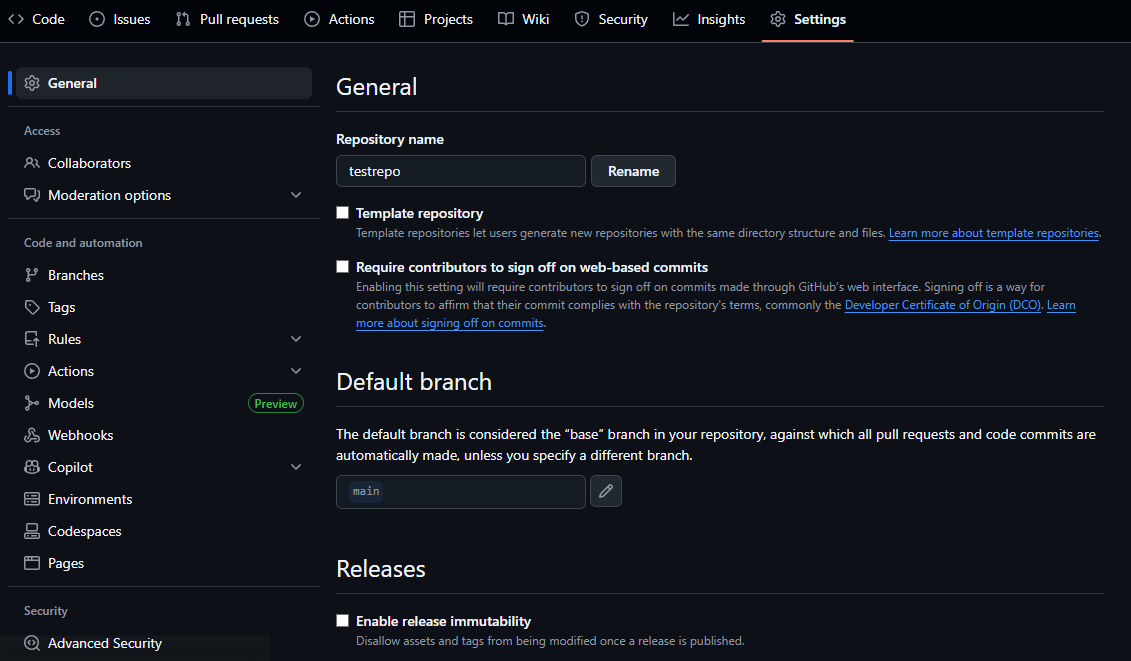 Code Issues Pull requests Actions Projects Wiki Security Insights Settings
General
Access
Collaborators
Moderation options
Code and automation
Branches
Tags
Rules
Actions
Models Preview
Webhooks
Copilot
Environments
Codespaces
Pages
Security
Advanced Security
General
Repository name
testrepo Rename
Template repository
Template repositories let users generate new repositories with the same directory structure and files. Learn more about template repositories.
Require contributors to sign off on web-based commits
Enabling this setting will require contributors to sign off on commits made through GitHub's web interface. Signing off is a way for
contributors to affirm that their commit complies with the repository's terms, commonly the Developer Certificate of Origin (DCO). Learn
more about signing off on commits.
Default branch
The default branch is considered the “base” branch in your repository, against which all pull requests and code commits are
automatically made, unless you specify a different branch.
main
Releases
Enable release immutability
Disallow assets and tags from being modified once a release is published.